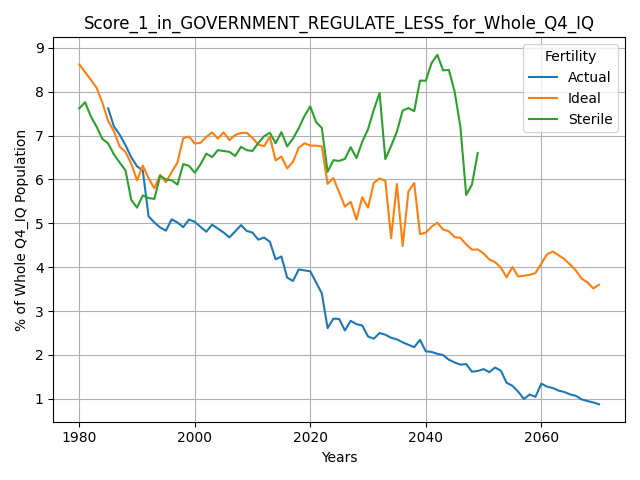 Score_1_in_GOVERNMENT_REGULATE_LESS_for_Whole_Q4_IQ
Fertility
Actual
Ideal
Sterile
% of Whole Q4_IQ Population
9
8
7
6
5
4
3
2
1
1980 2000 2020 2040 2060
Years